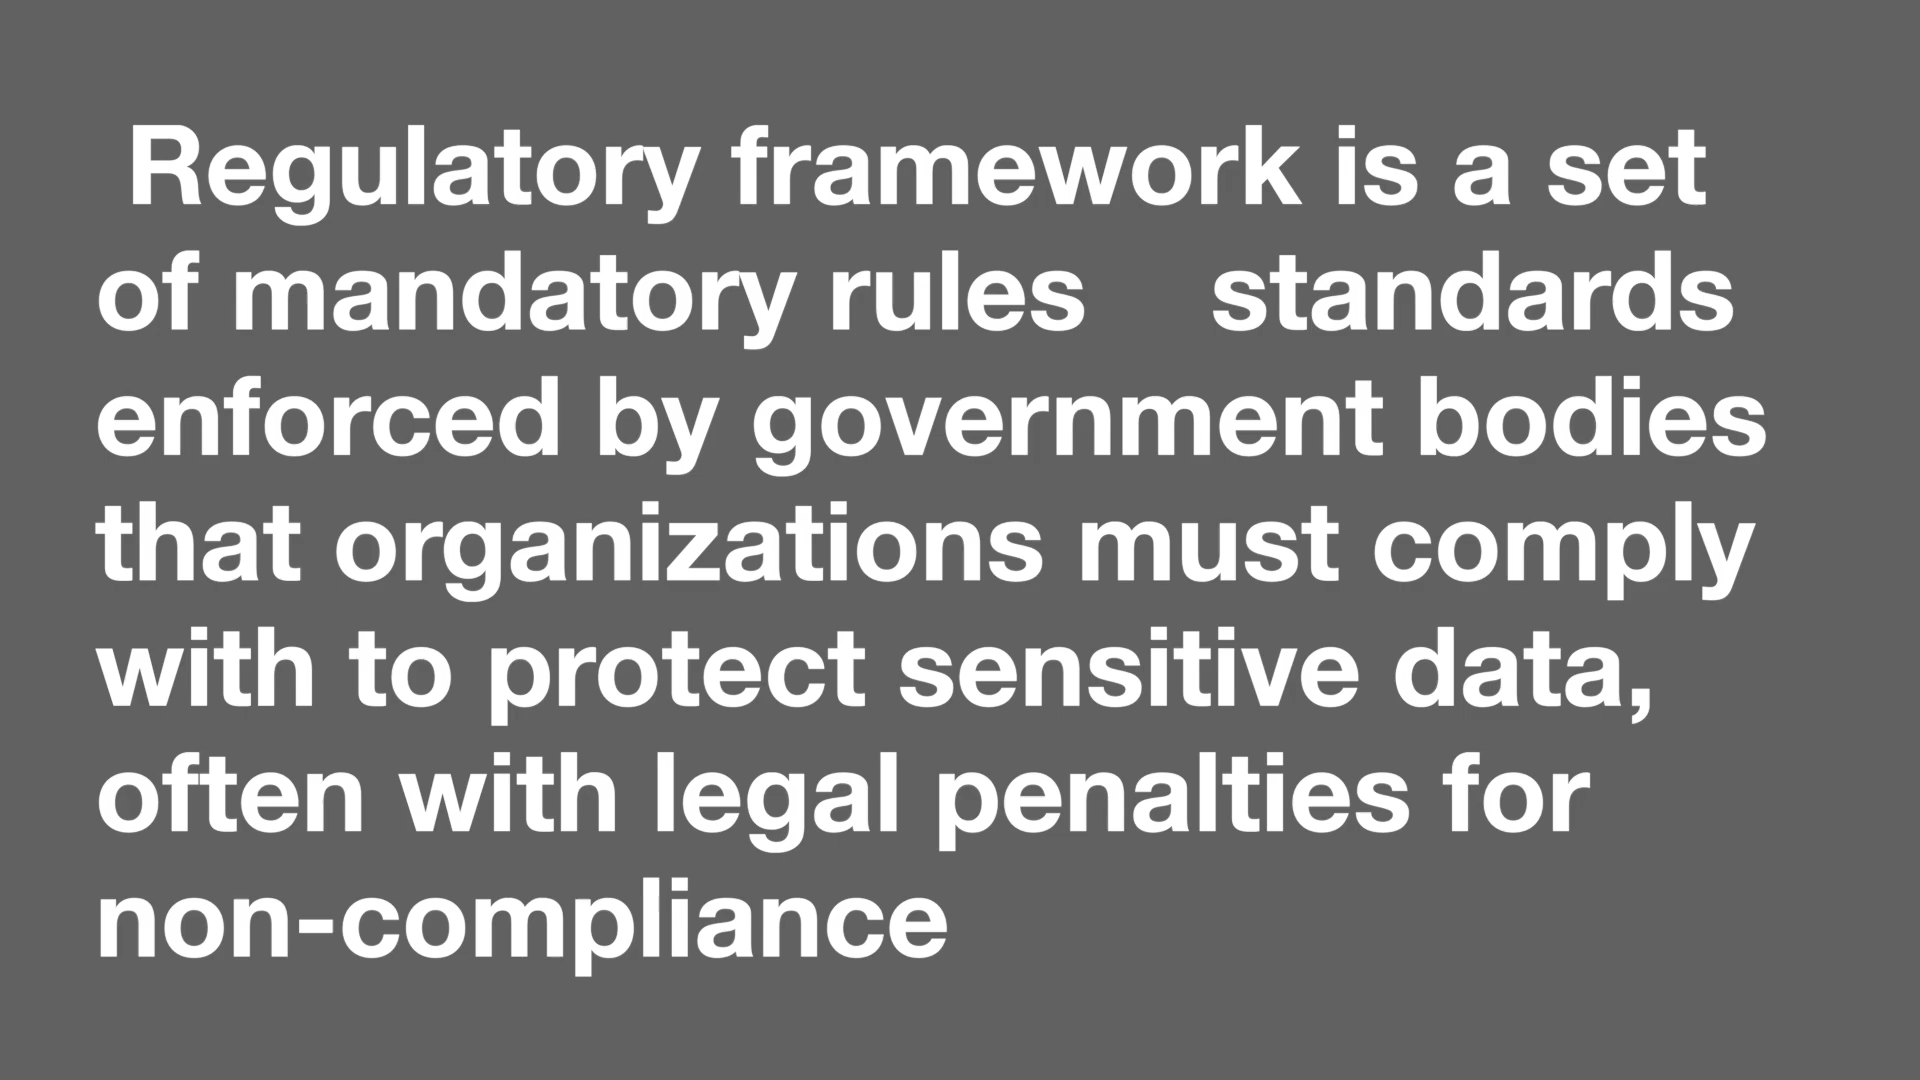 Regulatory framework is a set
of mandatory rules standards
enforced by government bodies
that organizations must comply
with to protect sensitive data,
often with legal penalties for
non-compliance